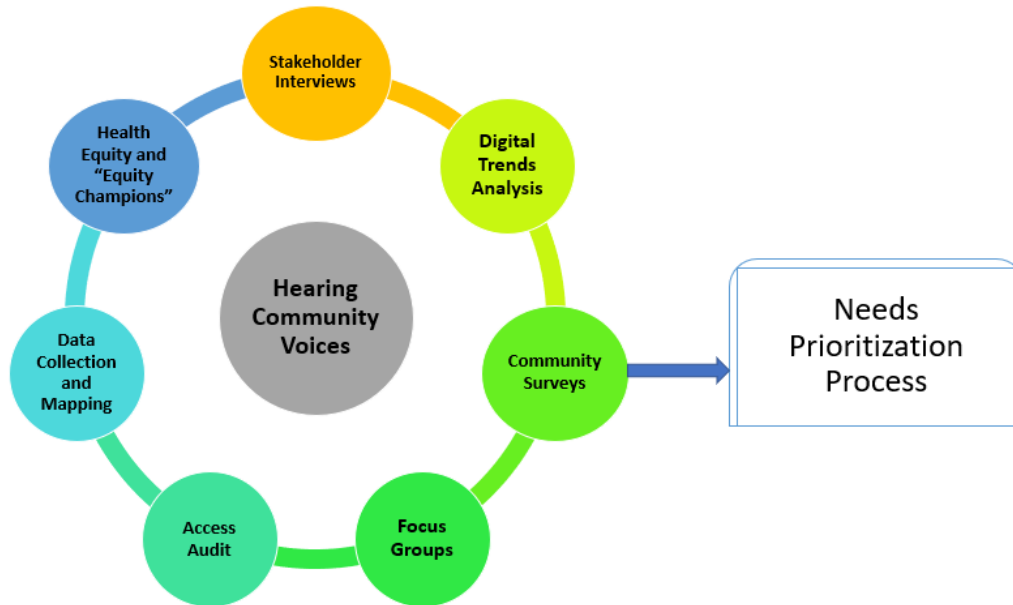 Stakeholder
Interviews
Digital
Trends
Analysis
Community
Surveys
Focus
Groups
Access
Audit
Data
Collection
and
Mapping
Health
Equity and
“Equity
Champions”
Hearing
Community
Voices
Needs
Prioritization
Process